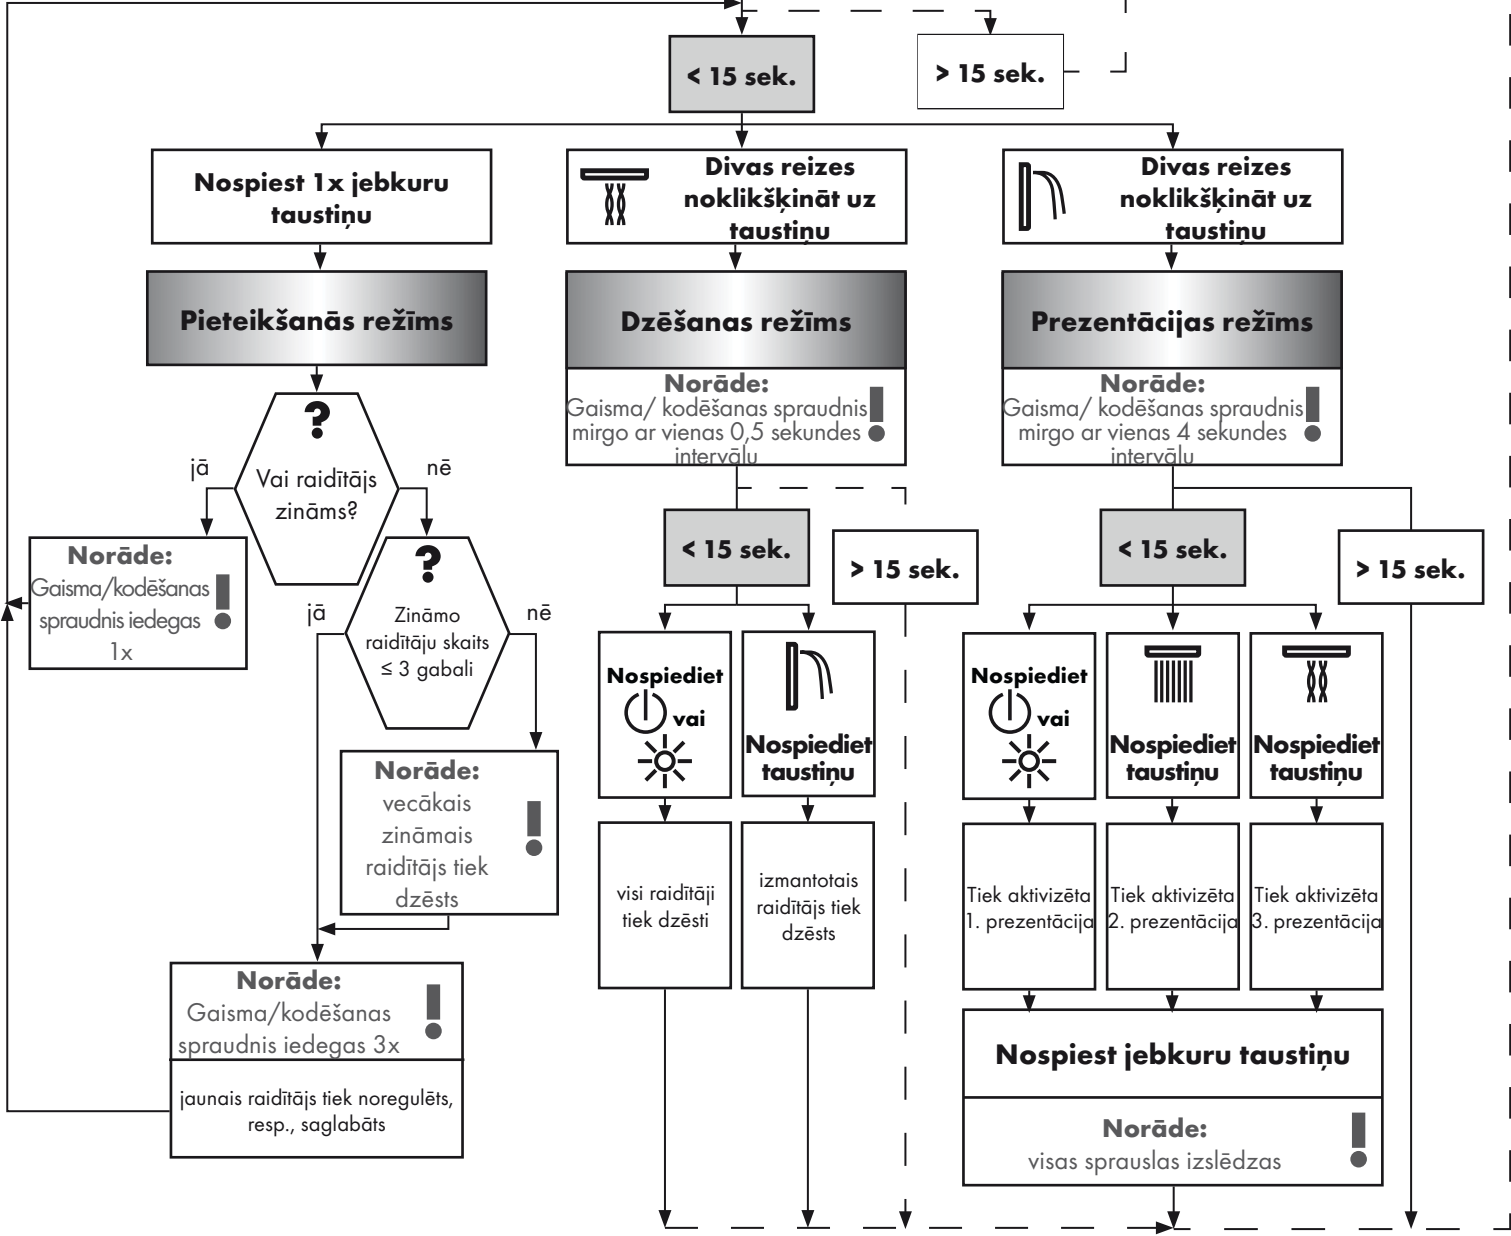 < 15 sek.
> 15 sek.
Nospiest 1x jebkuru
taustiņu
Divas reizes
noklikšķināt uz
taustiņu
Divas reizes
noklikšķināt uz
taustiņu
Pieteikšanās režīms
Dzēšanas režīms
Norāde:
Gaisma/ kodēšanas spraudnis
mirgo ar vienas 0,5 sekundes
intervālu
Prezentācijas režīms
Norāde:
Gaisma/ kodēšanas spraudnis
mirgo ar vienas 4 sekundes
intervālu
?
Vai raidītājs
zināms?
jā
nē
Norāde:
Gaisma/kodēšanas
spraudnis iedegas
1x
?
Zināmo
raidītāju skaits
≤ 3 gabali
jā
nē
Norāde:
vecākais
zināmais
raidītājs tiek
dzēsts
Norāde:
Gaisma/kodēšanas
spraudnis iedegas 3x
jaunais raidītājs tiek noregulēts,
resp., saglabāts
< 15 sek.
> 15 sek.
Nospiediet
vai
Nospiediet
taustiņu
visi raidītāji
tiek dzēsti
izmantotais
raidītājs tiek
dzēsts
< 15 sek.
> 15 sek.
Nospiediet
vai
Nospiediet
taustiņu
Nospiediet
taustiņu
Tiek aktivizēta
1. prezentācija
Tiek aktivizēta
2. prezentācija
Tiek aktivizēta
3. prezentācija
Nospiest jebkuru taustiņu
Norāde:
visas sprauslas izslēdzas